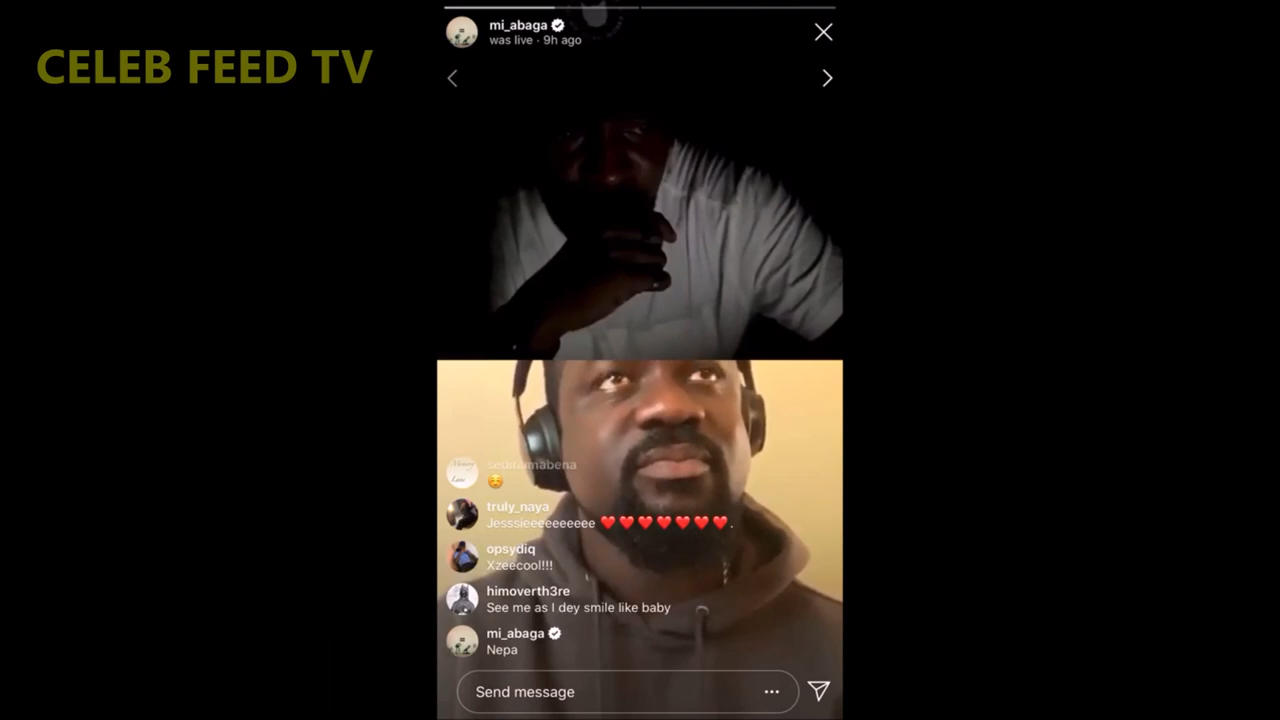 CELEB FEED TV
mi_abaga
was live · 9h ago
truly_naya
Jesssieeeeeeeeee ❤️❤️❤️❤️❤️❤️❤️.
opsydiq
Xzeecool!!!
himoverth3re
See me as I dey smile like baby
mi_abaga
Nepa
Send message